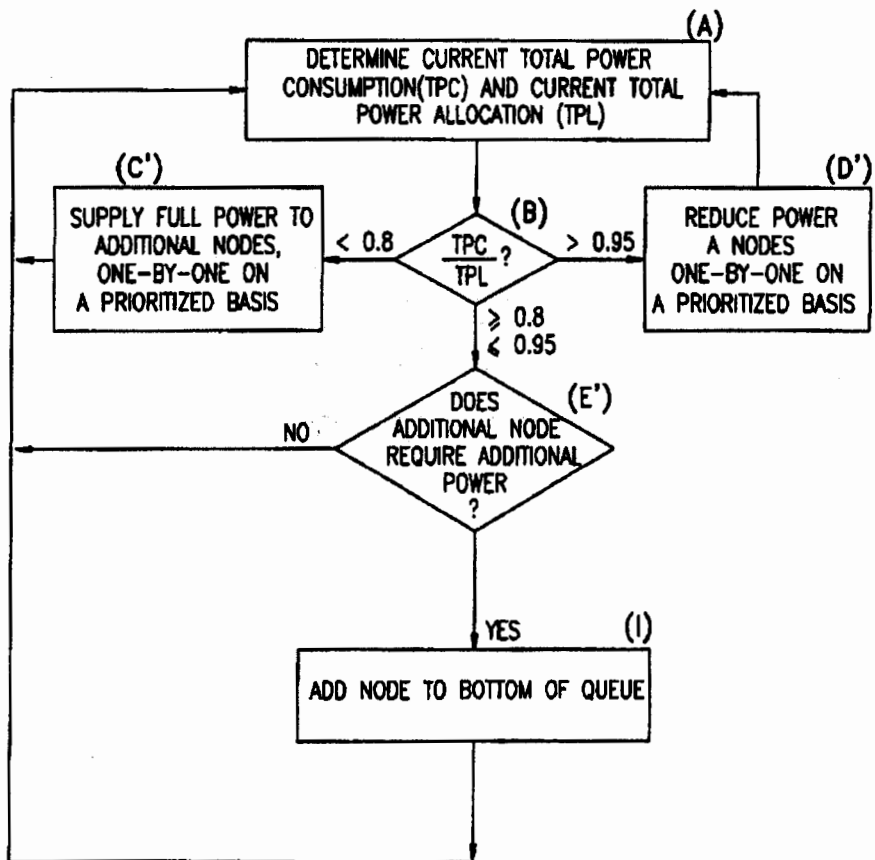 (A)
DETERMINE CURRENT TOTAL POWER
CONSUMPTION(TPC) AND CURRENT TOTAL
POWER ALLOCATION (TPL)
(C')
SUPPLY FULL POWER TO
ADDITIONAL NODES,
ONE-BY-ONE ON
A PRIORITIZED BASIS
< 0.8
(B)
TPC
TPL
?
> 0.95
(D')
REDUCE POWER
A NODES
ONE-BY-ONE ON
A PRIORITIZED BASIS
⩾ 0.8
⩽ 0.95
(E')
DOES
ADDITIONAL NODE
REQUIRE ADDITIONAL
POWER
?
NO
YES
(I)
ADD NODE TO BOTTOM OF QUEUE